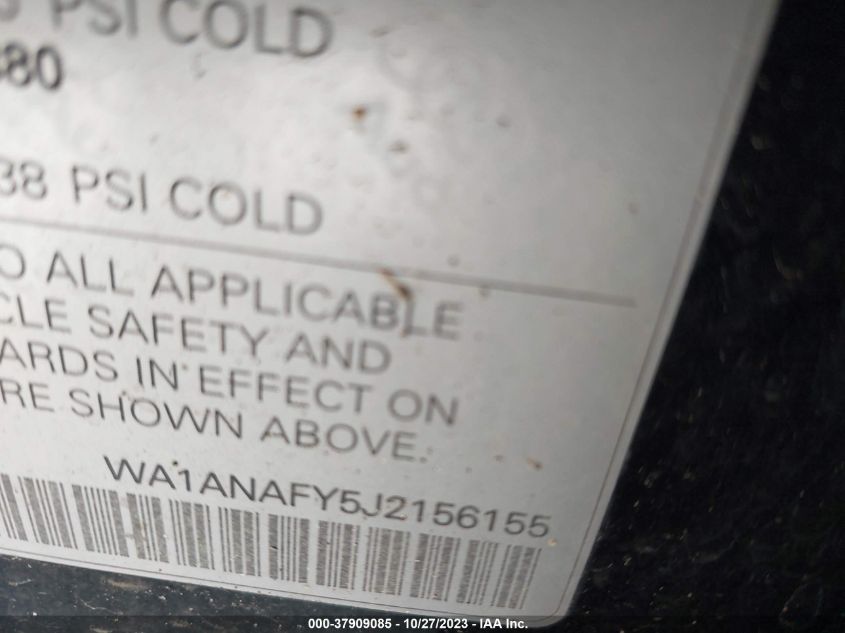 PSI COLD
80
38 PSI COLD
O ALL APPLICABLE
CLE SAFETY AND
ARDS IN EFFECT ON
RE SHOWN ABOVE.
WA1ANAFY5J2156155
000-37909085 - 10/27/2023 - IAA Inc.